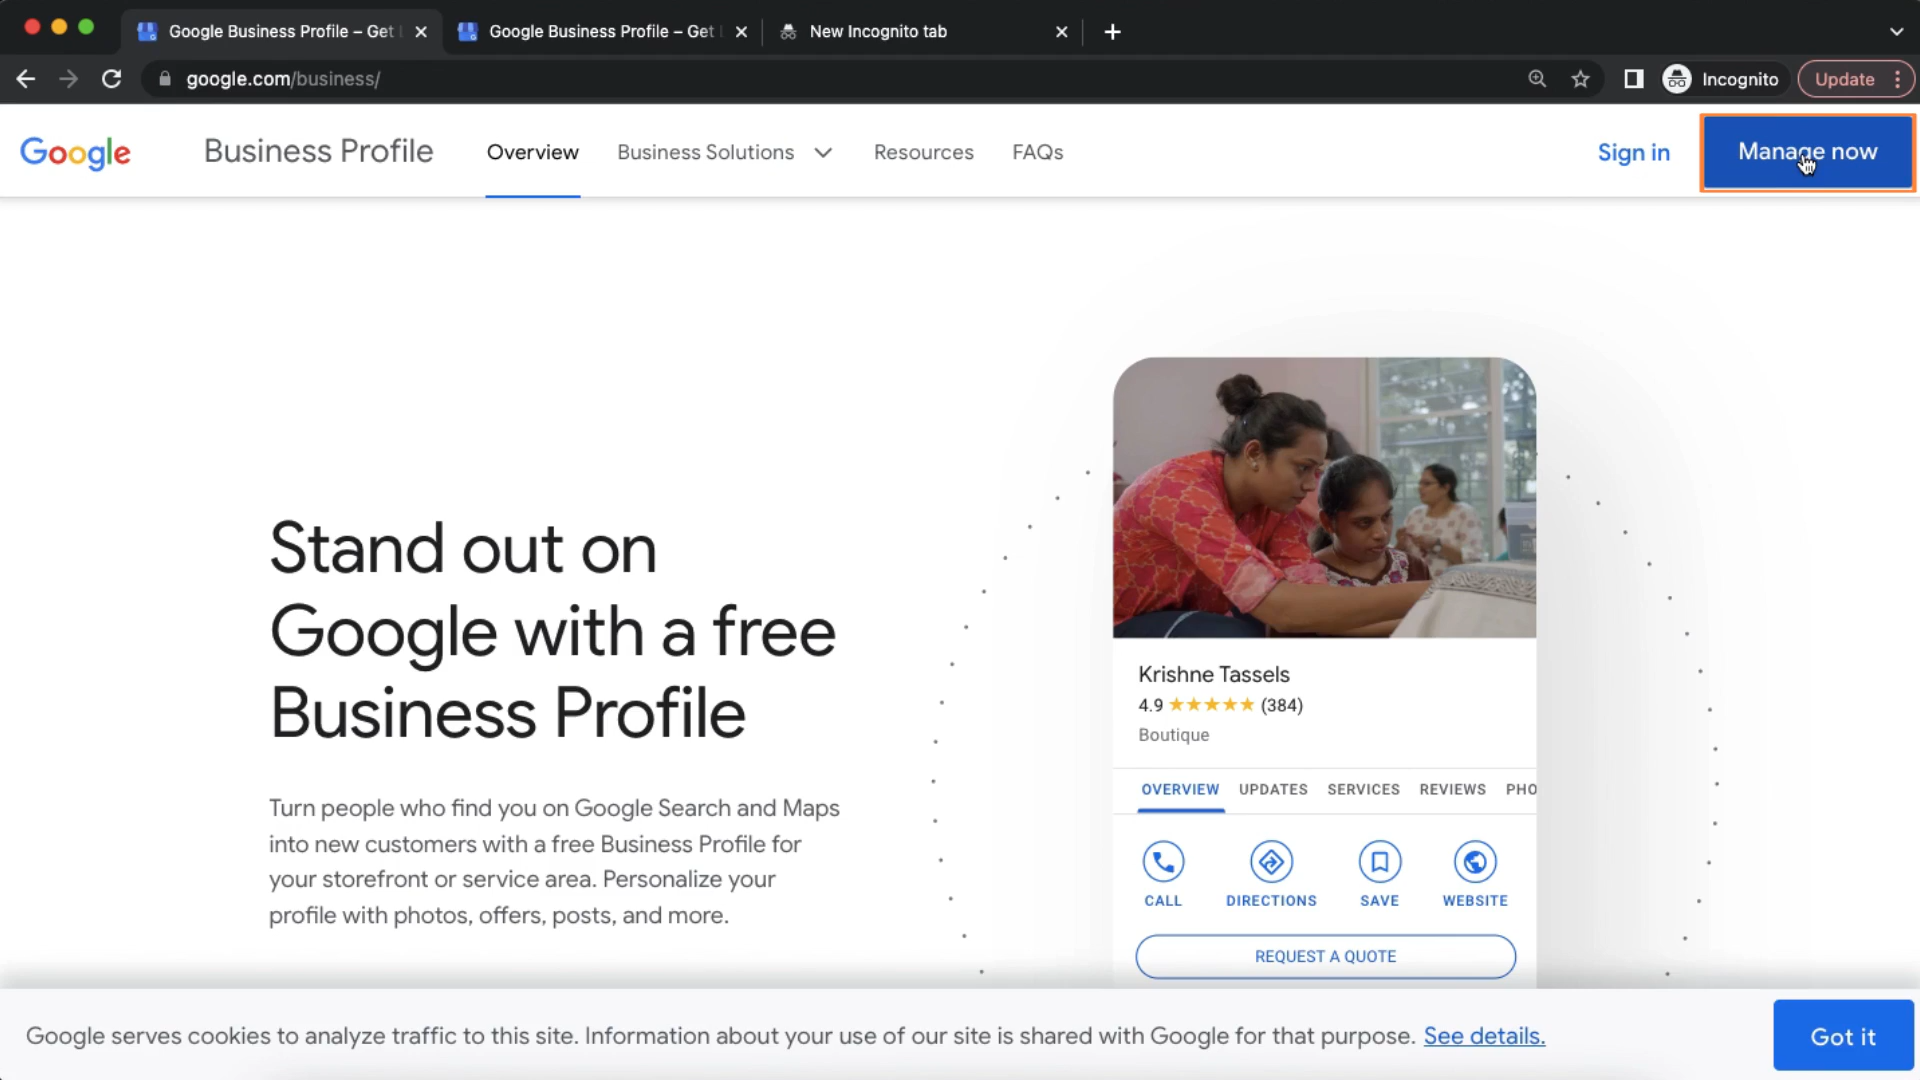 Google Business Profile – Get
Google Business Profile – Get
New Incognito tab
google.com/business/
Incognito
Update
Google
Business Profile
Overview
Business Solutions
Resources
FAQs
Sign in
Manage now
Stand out on
Google with a free
Business Profile
Turn people who find you on Google Search and Maps
into new customers with a free Business Profile for
your storefront or service area. Personalize your
profile with photos, offers, posts, and more.
Krishne Tassels
4.9 ★★★★★ (384)
Boutique
OVERVIEW UPDATES SERVICES REVIEWS PHO
CALL DIRECTIONS SAVE WEBSITE
REQUEST A QUOTE
Google serves cookies to analyze traffic to this site. Information about your use of our site is shared with Google for that purpose. See details.
Got it